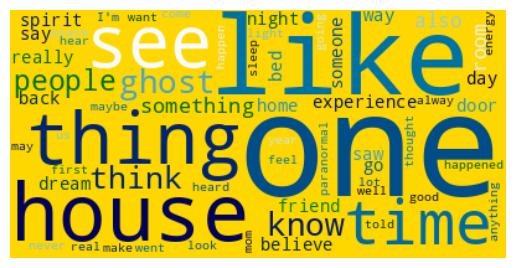 spirit I'm want come night way also
say see happen light going like energy
hear sleep someone room
really ghost bed day
people something home experience alway door
back maybe
may thing us year one saw thought happened
first think feel paranormal go
dream heard lot well anything
house friend good
know time told
never real make went look mom believe